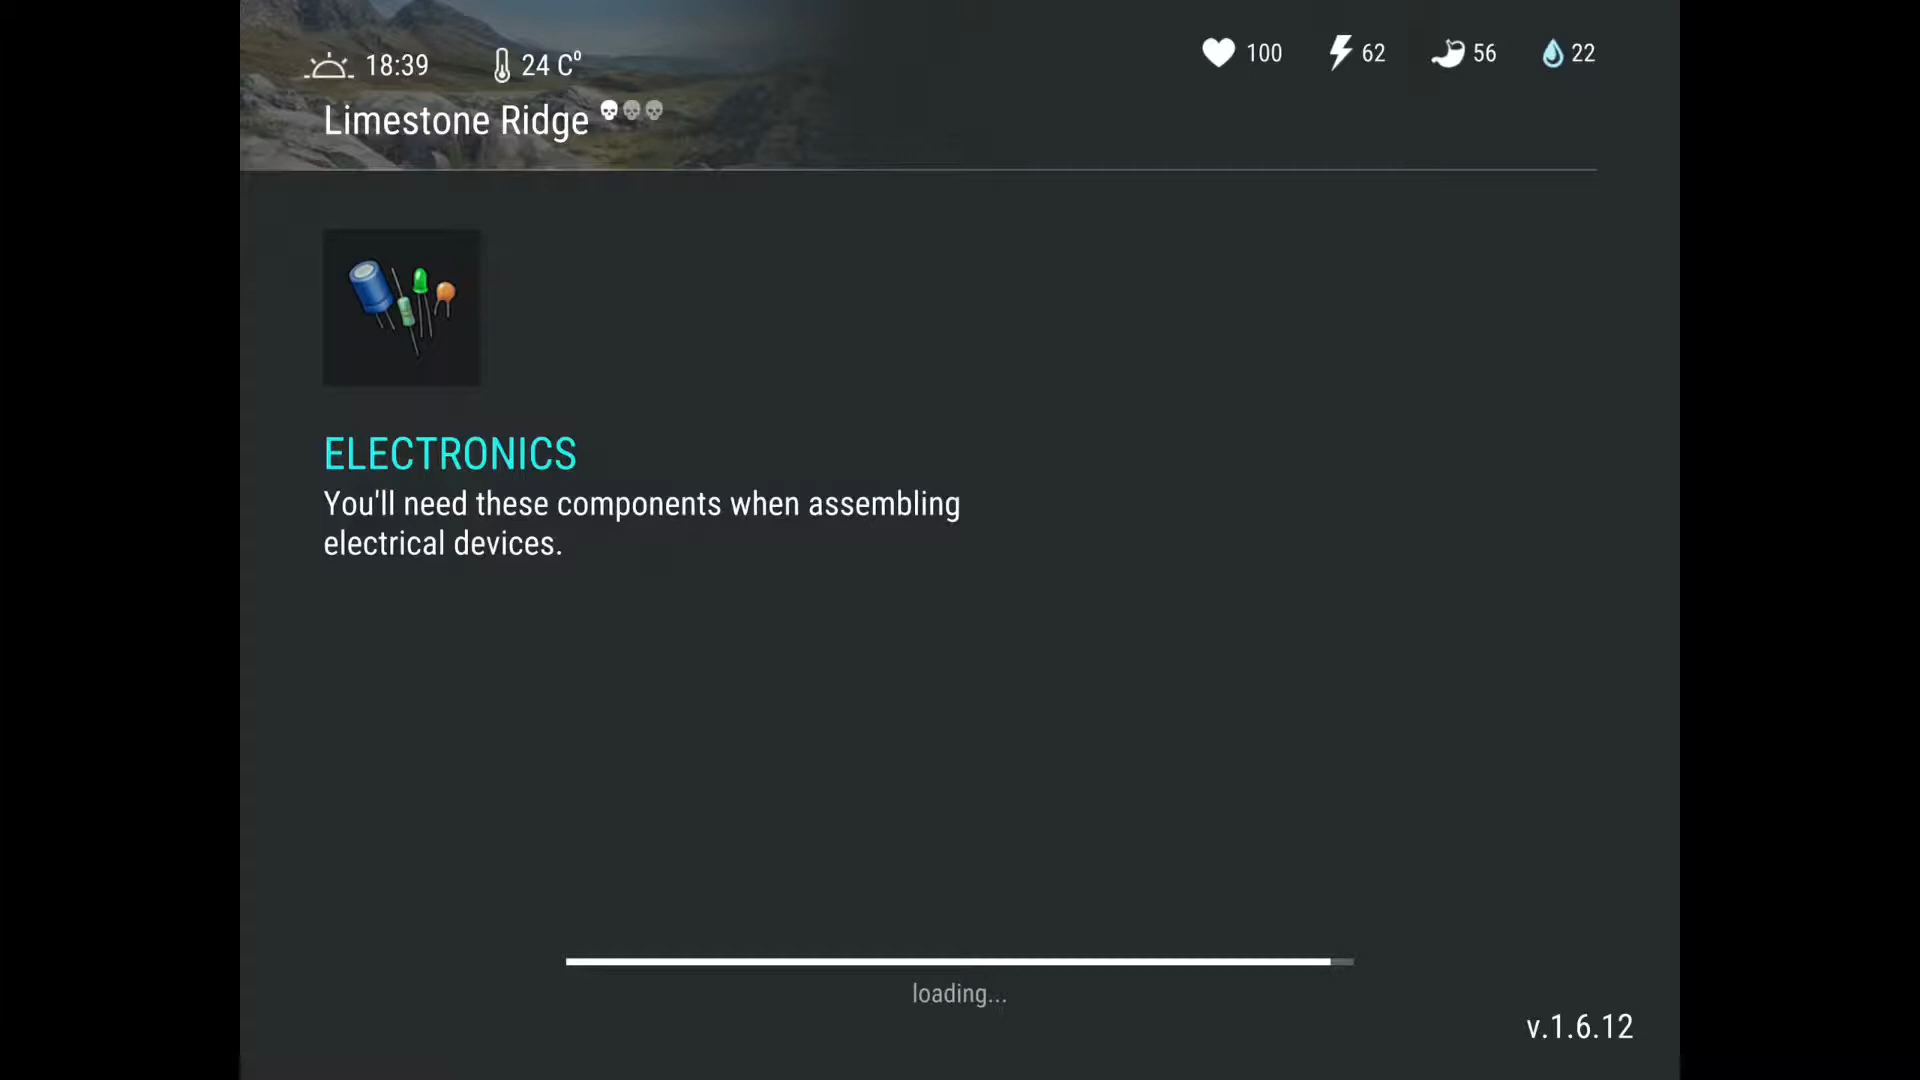 18:39
24 C⁰
100
62
56
22
Limestone Ridge
ELECTRONICS
You'll need these components when assembling
electrical devices.
loading...
v.1.6.12